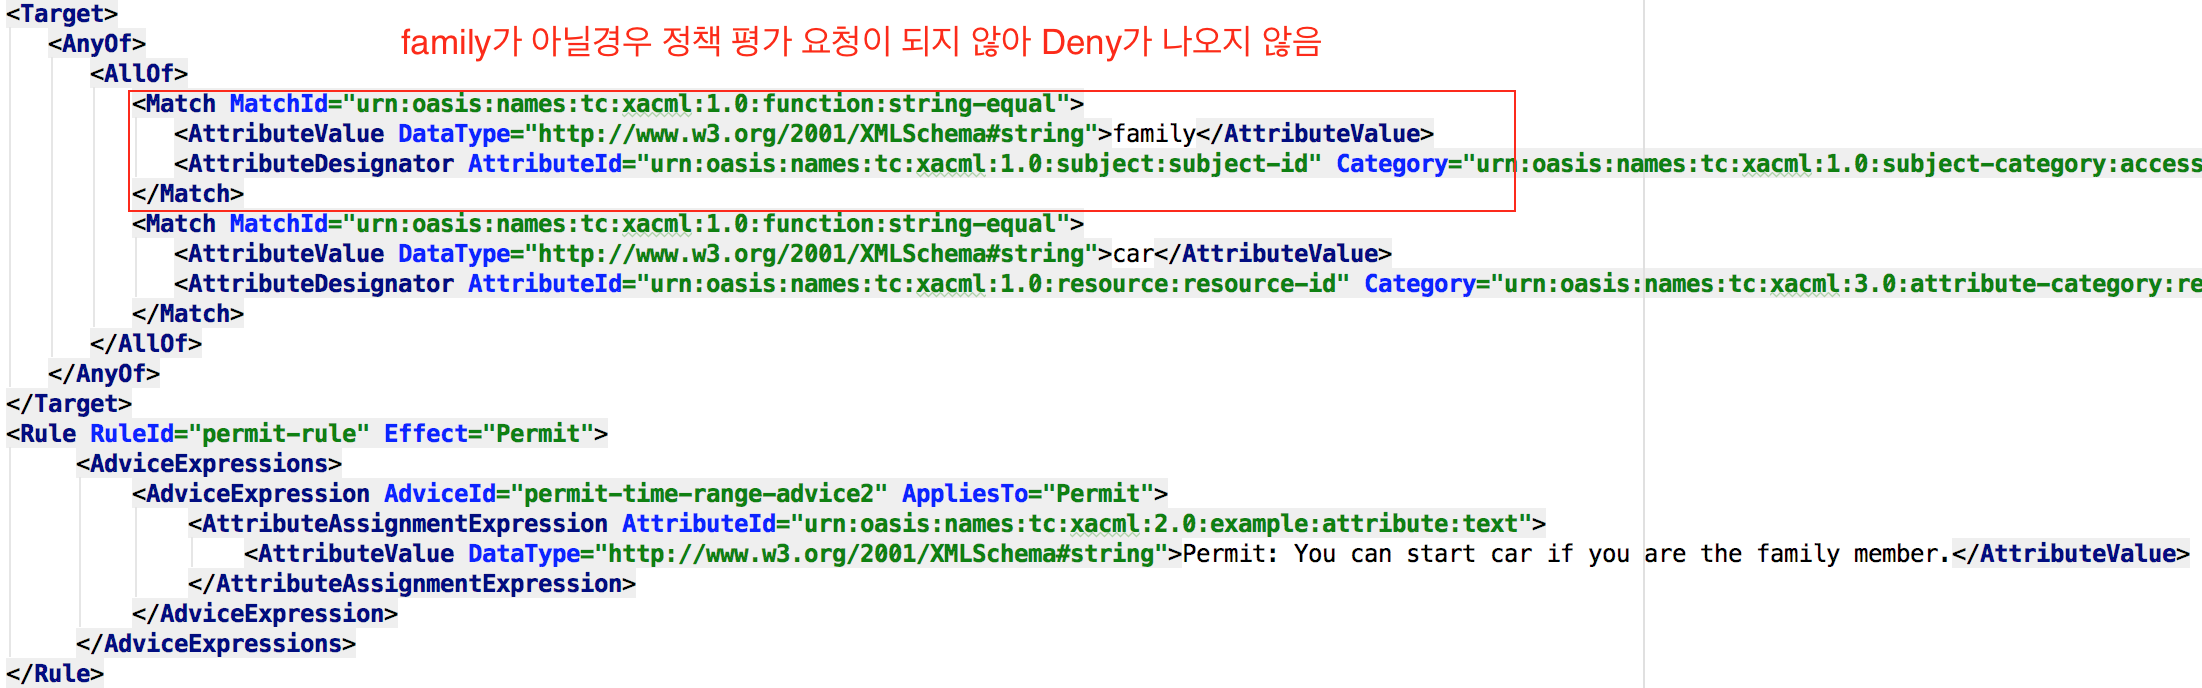 <Target>
family가 아닐경우 정책 평가 요청이 되지 않아 Deny가 나오지 않음
<AnyOf>
<AllOf>
<Match MatchId="urn:oasis:names:tc:xacml:1.0:function:string-equal">
<AttributeValue DataType="http://www.w3.org/2001/XMLSchema#string">family</AttributeValue>
<AttributeDesignator AttributeId="urn:oasis:names:tc:xacml:1.0:subject:subject-id" Category="urn:oasis:names:tc:xacml:1.0:subject-category:access
</Match>
<Match MatchId="urn:oasis:names:tc:xacml:1.0:function:string-equal">
<AttributeValue DataType="http://www.w3.org/2001/XMLSchema#string">car</AttributeValue>
<AttributeDesignator AttributeId="urn:oasis:names:tc:xacml:1.0:resource:resource-id" Category="urn:oasis:names:tc:xacml:3.0:attribute-category:re
</Match>
</AllOf>
</AnyOf>
</Target>
<Rule RuleId="permit-rule" Effect="Permit">
<AdviceExpressions>
<AdviceExpression AdviceId="permit-time-range-advice2" AppliesTo="Permit">
<AttributeAssignmentExpression AttributeId="urn:oasis:names:tc:xacml:2.0:example:attribute:text">
<AttributeValue DataType="http://www.w3.org/2001/XMLSchema#string">Permit: You can start car if you are the family member.</AttributeValue>
</AttributeAssignmentExpression>
</AdviceExpression>
</AdviceExpressions>
</Rule>